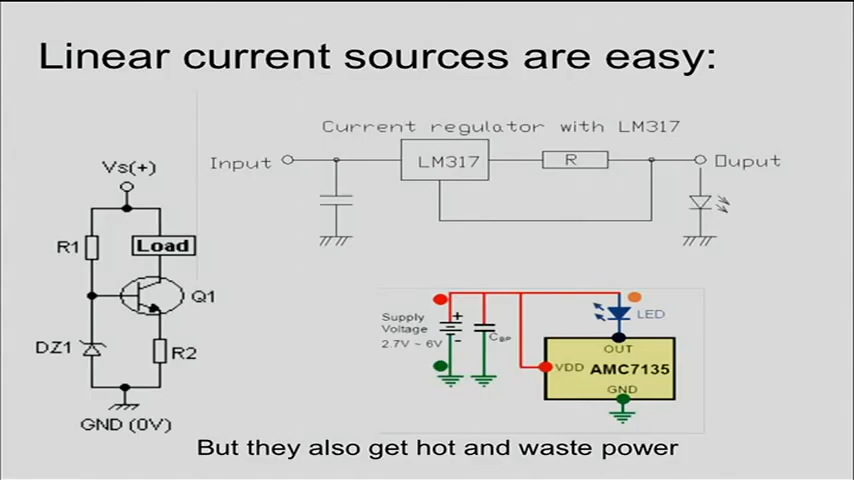 Linear current sources are easy:
Current regulator with LM317
Input
LM317
R
Ouput
Vs(+)
R1
Load
Q1
DZ1
R2
GND (0V)
Supply
Voltage
2.7V ~ 6V
+
-
CBP
LED
OUT
VDD
AMC7135
GND
But they also get hot and waste power